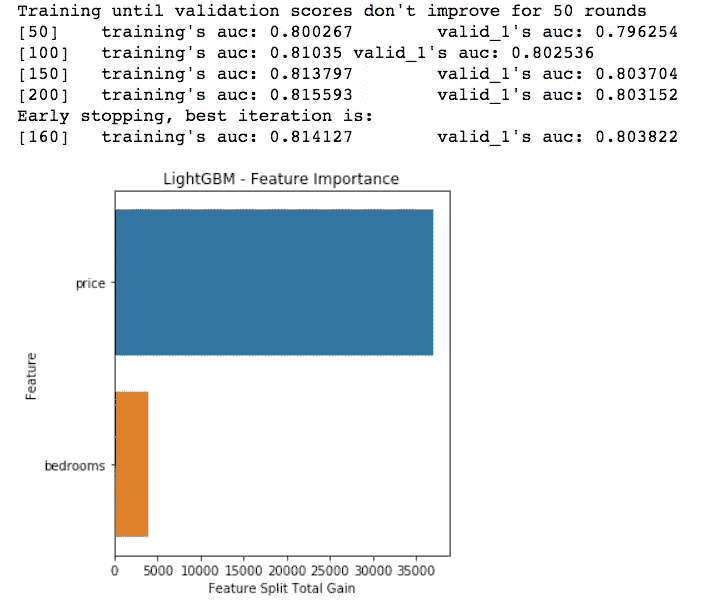 Training until validation scores don't improve for 50 rounds
[50] training's auc: 0.800267 valid_1's auc: 0.796254
[100] training's auc: 0.81035 valid_1's auc: 0.802536
[150] training's auc: 0.813797 valid_1's auc: 0.803704
[200] training's auc: 0.815593 valid_1's auc: 0.803152
Early stopping, best iteration is:
[160] training's auc: 0.814127 valid_1's auc: 0.803822
LightGBM - Feature Importance
price
Feature
bedrooms
0 5000 10000 15000 20000 25000 30000 35000
Feature Split Total Gain